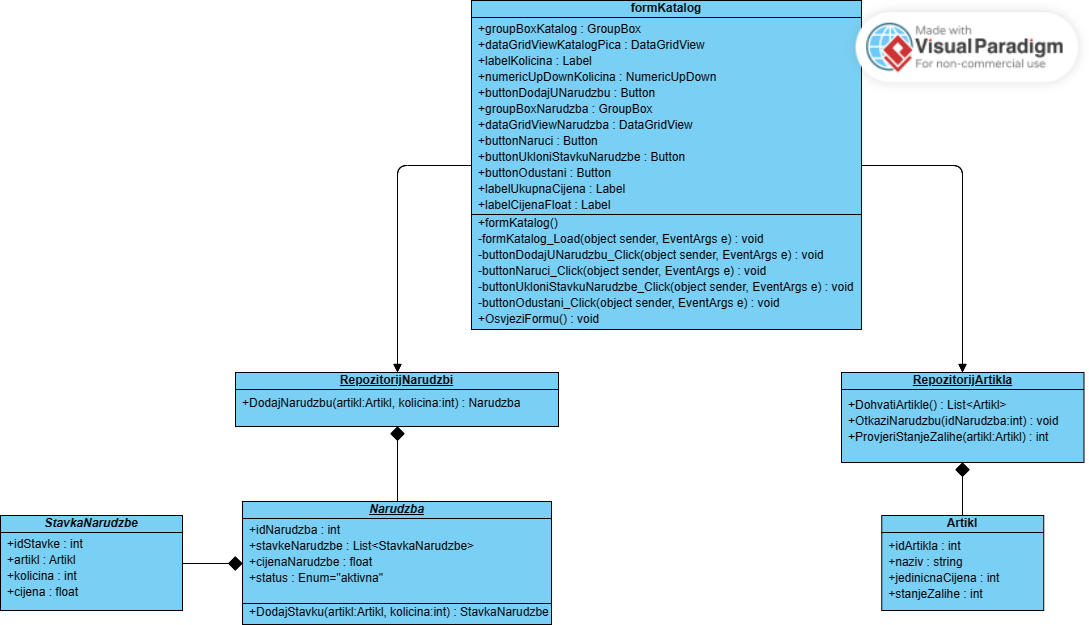 formKatalog
+groupBoxKatalog : GroupBox
+dataGridViewKatalogPica : DataGridView
+labelKolicina : Label
+numericUpDownKolicina : NumericUpDown
+buttonDodajUNarudzbu : Button
+groupBoxNarudzba : GroupBox
+dataGridViewNarudzba : DataGridView
+buttonNaruci : Button
+buttonUkloniStavkuNarudzbe : Button
+buttonOdustani : Button
+labelUkupnaCijena : Label
+labelCijenaFloat : Label
+formKatalog()
-formKatalog_Load(object sender, EventArgs e) : void
-buttonDodajUNarudzbu_Click(object sender, EventArgs e) : void
-buttonNaruci_Click(object sender, EventArgs e) : void
-buttonUkloniStavkuNarudzbe_Click(object sender, EventArgs e) : void
-buttonOdustani_Click(object sender, EventArgs e) : void
+OsvjeziFormu() : void
Made with
Visual Paradigm
For non-commercial use
RepozitorijNarudzbi
+DodajNarudzbu(artikl:Artikl, kolicina:int) : Narudzba
RepozitorijArtikla
+DohvatiArtikle() : List<Artikl>
+OtkaziNarudzbu(idNarudzba:int) : void
+ProvjeriStanjeZalihe(artikl:Artikl) : int
StavkaNarudzbe
+idStavke : int
+artikl : Artikl
+kolicina : int
+cijena : float
Narudzba
+idNarudzba : int
+stavkeNarudzbe : List<StavkaNarudzbe>
+cijenaNarudzbe : float
+status : Enum="aktivna"
+DodajStavku(artikl:Artikl, kolicina:int) : StavkaNarudzbe
Artikl
+idArtikla : int
+naziv : string
+jedinicnaCijena : int
+stanjeZalihe : int